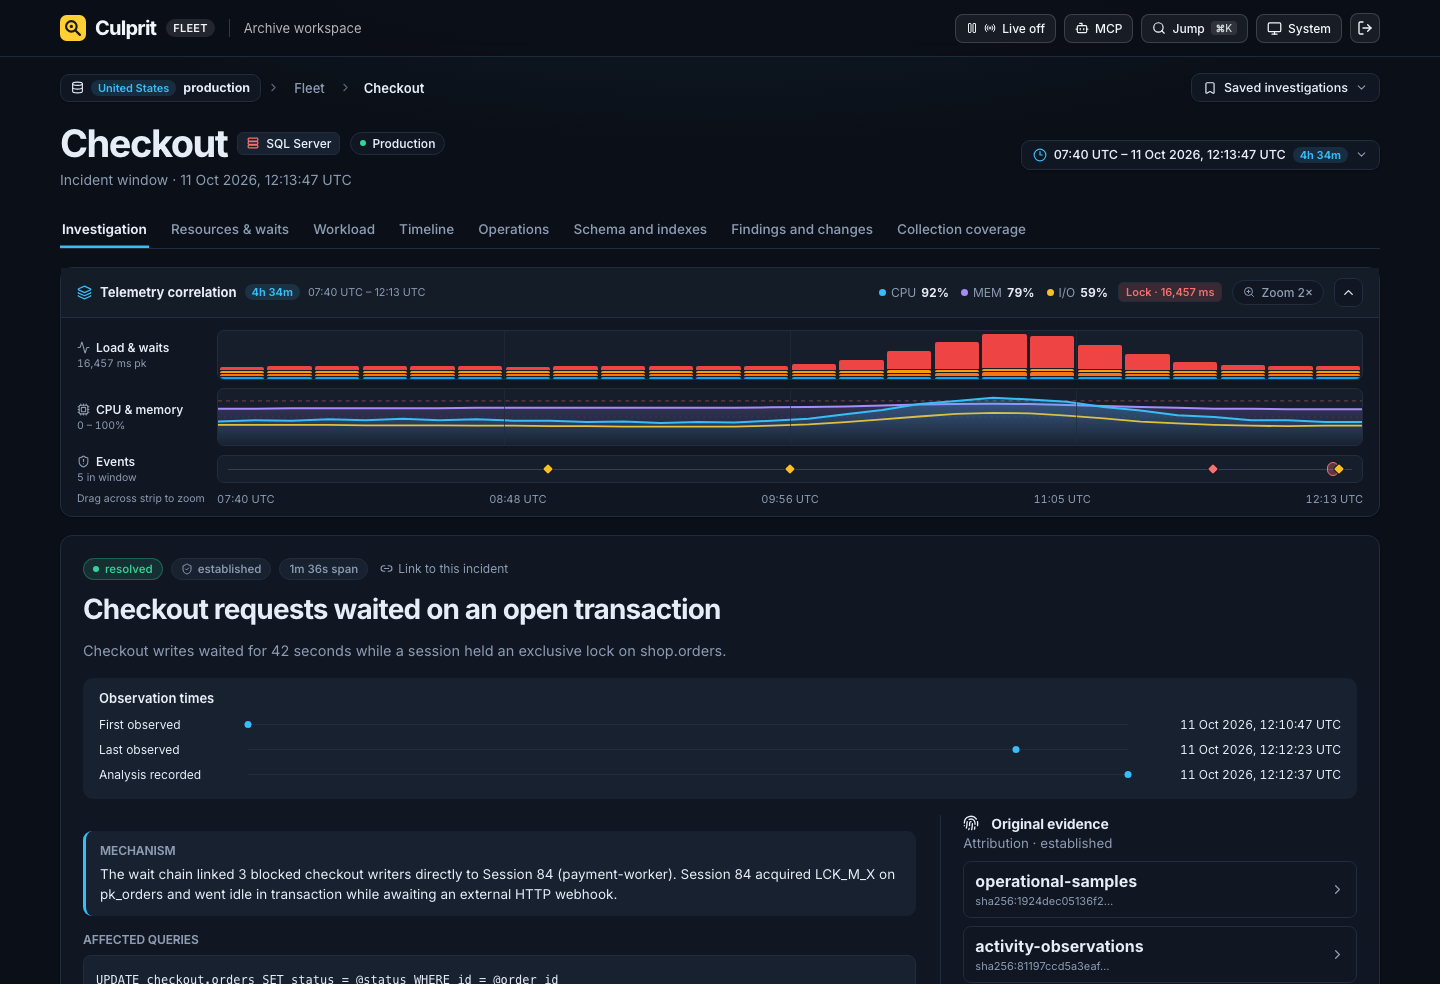 Culprit FLEET Archive workspace Live off MCP Jump ⌘K System
United States production Fleet Checkout Saved investigations
Checkout SQL Server Production
07:40 UTC – 11 Oct 2026, 12:13:47 UTC 4h 34m
Incident window · 11 Oct 2026, 12:13:47 UTC
Investigation Resources & waits Workload Timeline Operations Schema and indexes Findings and changes Collection coverage
Telemetry correlation 4h 34m 07:40 UTC – 12:13 UTC CPU 92% MEM 79% I/O 59% Lock · 16,457 ms Zoom 2×
Load & waits
16,457 ms pk
CPU & memory
0 – 100%
Events
5 in window
Drag across strip to zoom 07:40 UTC 08:48 UTC 09:56 UTC 11:05 UTC 12:13 UTC
resolved established 1m 36s span Link to this incident
Checkout requests waited on an open transaction
Checkout writes waited for 42 seconds while a session held an exclusive lock on shop.orders.
Observation times
First observed 11 Oct 2026, 12:10:47 UTC
Last observed 11 Oct 2026, 12:12:23 UTC
Analysis recorded 11 Oct 2026, 12:12:37 UTC
MECHANISM
The wait chain linked 3 blocked checkout writers directly to Session 84 (payment-worker). Session 84 acquired LCK_M_X on
pk_orders and went idle in transaction while awaiting an external HTTP webhook.
AFFECTED QUERIES
UPDATE checkout.orders SET status = @status WHERE id = @order_id
Original evidence
Attribution · established
operational-samples
sha256:1924dec05136f2...
activity-observations
sha256:81197ccd5a3eaf...